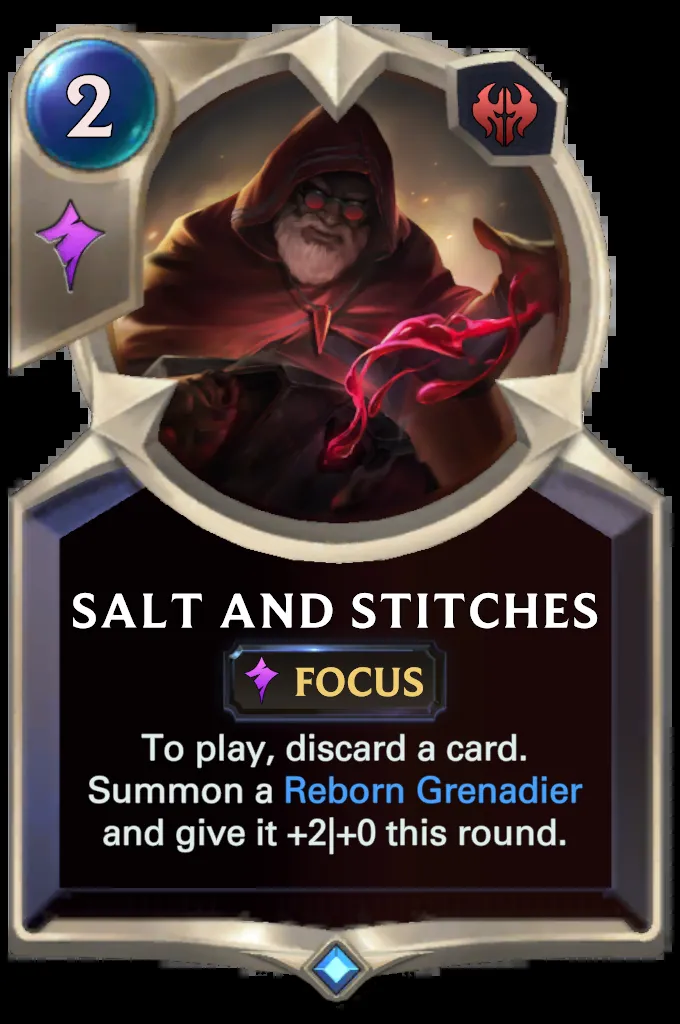 2
SALT AND STITCHES
FOCUS
To play, discard a card.
Summon a Reborn Grenadier
and give it +2|+0 this round.